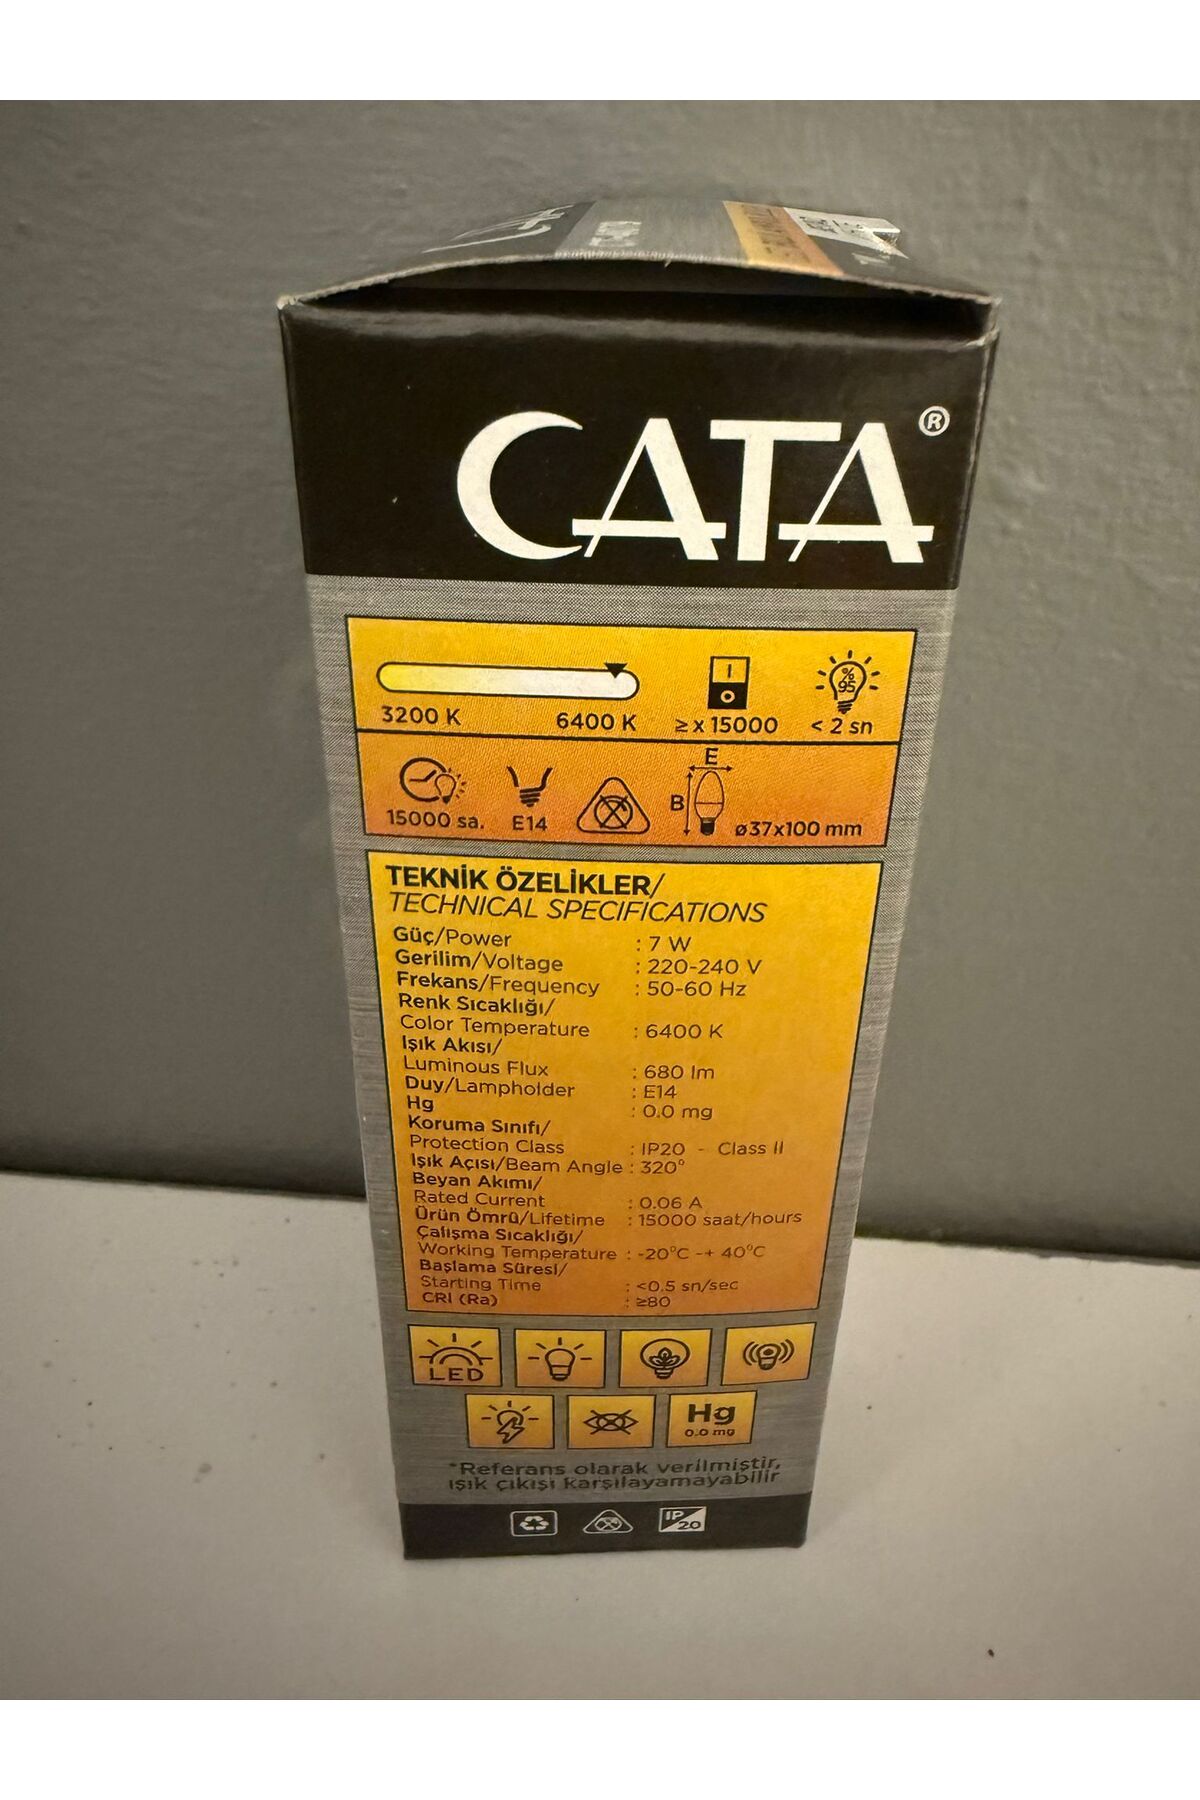 CATA®
3200 K 6400 K ≥ x 15000 %95 < 2 sn
15000 sa. E14 B E ø37x100 mm
TEKNİK ÖZELİKLER/
TECHNICAL SPECIFICATIONS
Güç/Power : 7 W
Gerilim/Voltage : 220-240 V
Frekans/Frequency : 50-60 Hz
Renk Sıcaklığı/
Color Temperature : 6400 K
Işık Akısı/
Luminous Flux : 680 lm
Duy/Lampholder : E14
Hg : 0.0 mg
Koruma Sınıfı/
Protection Class : IP20 - Class II
Işık Açısı/Beam Angle : 320°
Beyan Akımı/
Rated Current : 0.06 A
Ürün Ömrü/Lifetime : 15000 saat/hours
Çalışma Sıcaklığı/
Working Temperature : -20°C -+ 40°C
Başlama Süresi/
Starting Time : <0.5 sn/sec
CRI (Ra) : ≥80
LED
Hg
0.0 mg
*Referans olarak verilmiştir,
ışık çıkışı karşılayamayabilir
IP 20